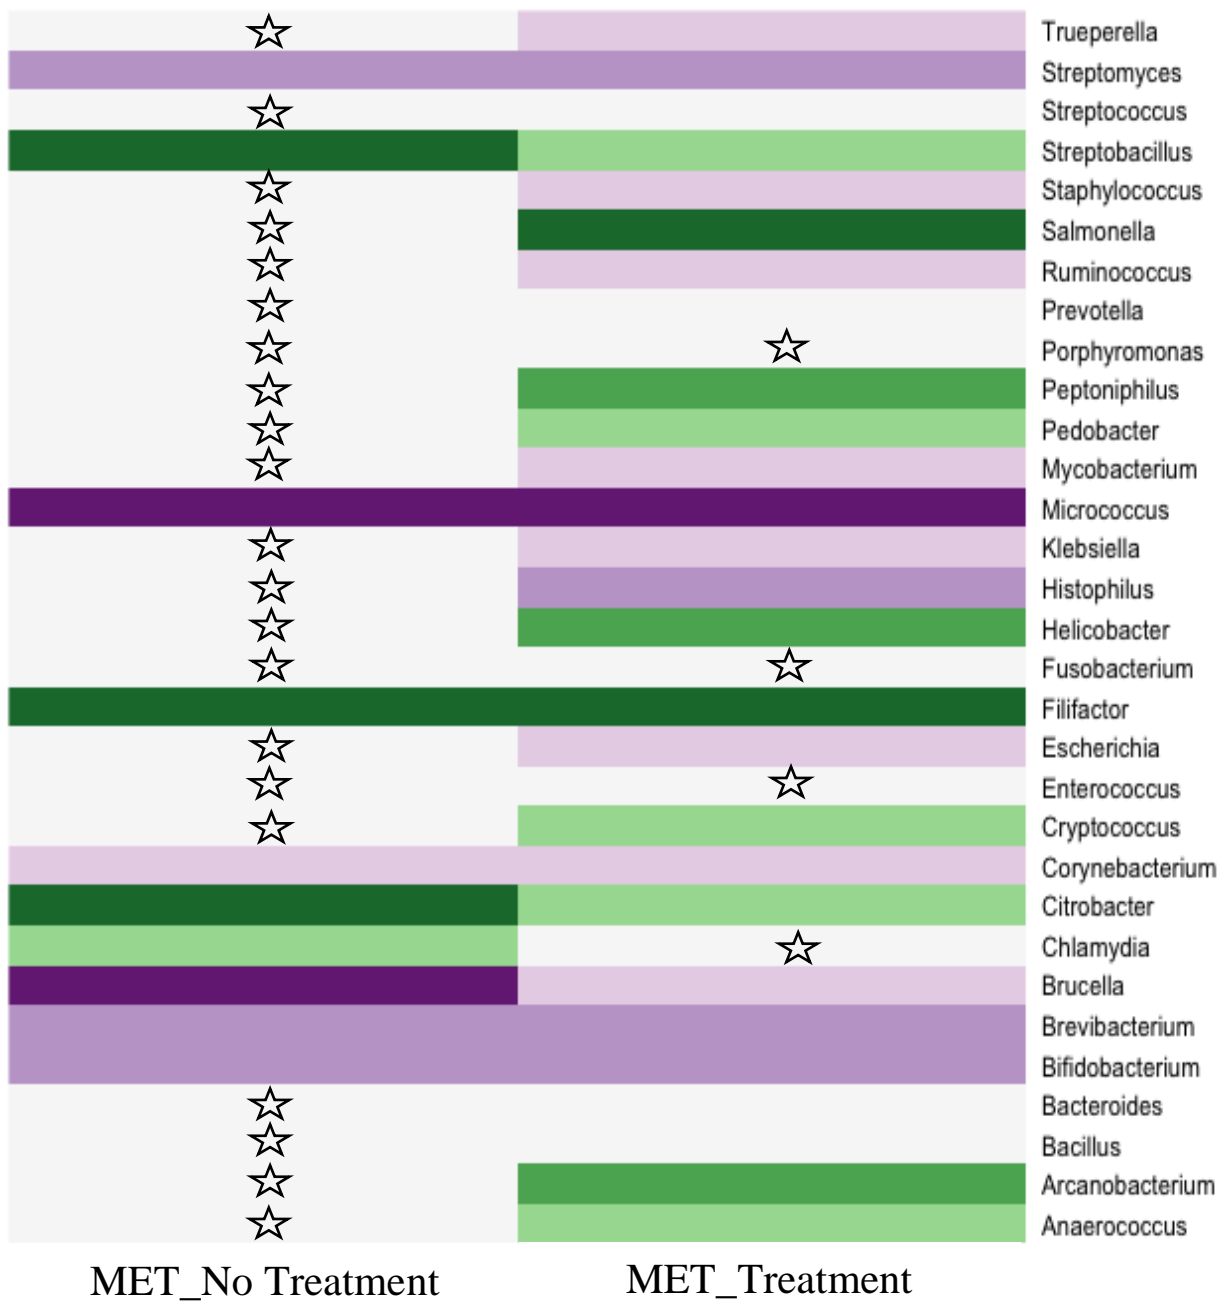 Trueperella
Streptomyces
Streptococcus
Streptobacillus
Staphylococcus
Salmonella
Ruminococcus
Prevotella
Porphyromonas
Peptoniphilus
Pedobacter
Mycobacterium
Micrococcus
Klebsiella
Histophilus
Helicobacter
Fusobacterium
Filifactor
Escherichia
Enterococcus
Cryptococcus
Corynebacterium
Citrobacter
Chlamydia
Brucella
Brevibacterium
Bifidobacterium
Bacteroides
Bacillus
Arcanobacterium
Anaerococcus
MET_No Treatment MET_Treatment